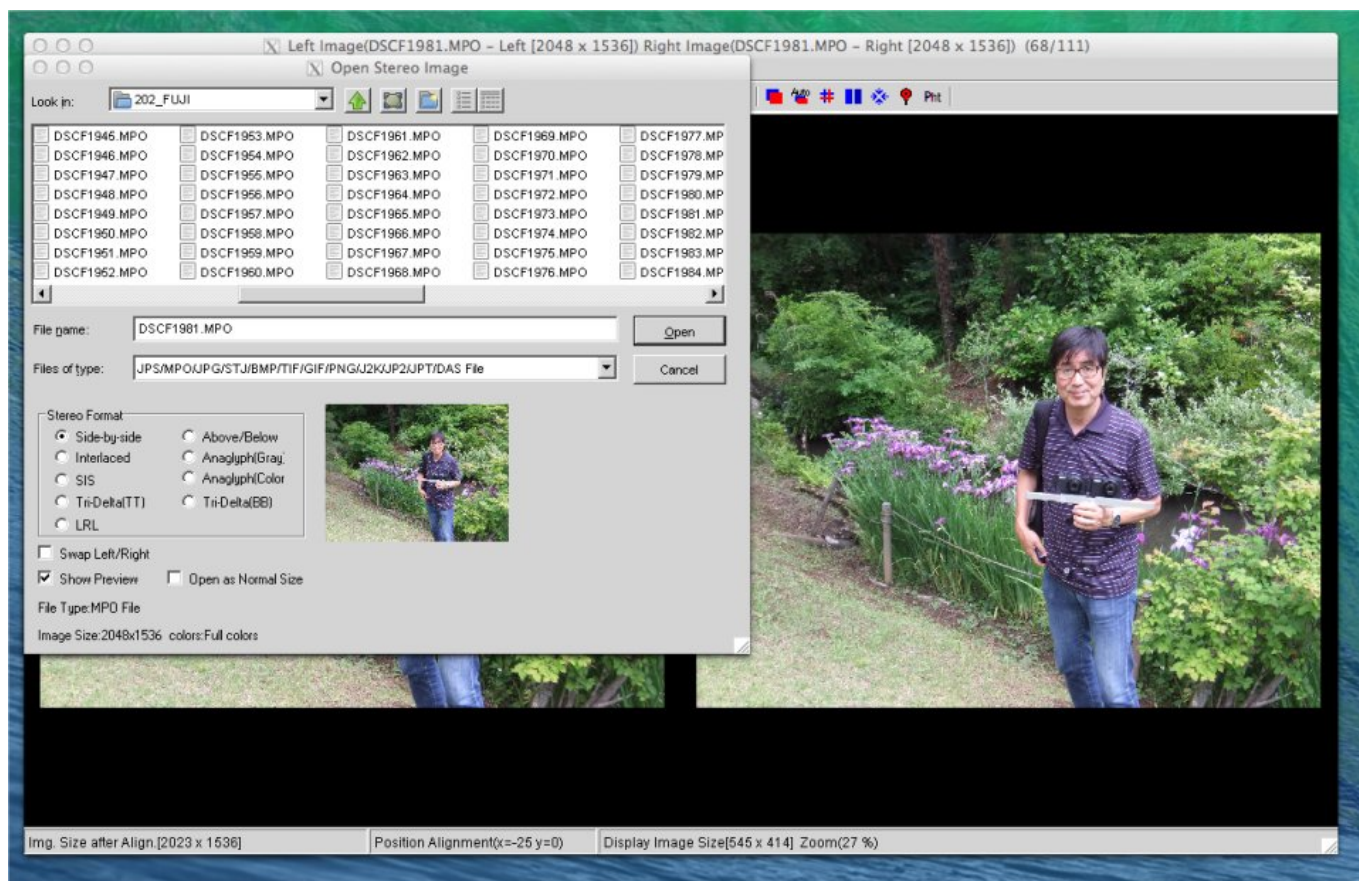 Left Image(DSCF1981.MPO – Left [2048 x 1536]) Right Image(DSCF1981.MPO – Right [2048 x 1536]) (68/111)
Open Stereo Image
Look in: 202_FUJI
Auto Pht
DSCF1946.MPO DSCF1953.MPO DSCF1961.MPO DSCF1969.MPO DSCF1977.MP
DSCF1946.MPO DSCF1954.MPO DSCF1962.MPO DSCF1970.MPO DSCF1978.MP
DSCF1947.MPO DSCF1955.MPO DSCF1963.MPO DSCF1971.MPO DSCF1979.MP
DSCF1948.MPO DSCF1956.MPO DSCF1964.MPO DSCF1972.MPO DSCF1980.MP
DSCF1949.MPO DSCF1957.MPO DSCF1965.MPO DSCF1973.MPO DSCF1981.MP
DSCF1950.MPO DSCF1958.MPO DSCF1966.MPO DSCF1974.MPO DSCF1982.MP
DSCF1951.MPO DSCF1959.MPO DSCF1967.MPO DSCF1975.MPO DSCF1983.MP
DSCF1952.MPO DSCF1960.MPO DSCF1968.MPO DSCF1976.MPO DSCF1984.MP
File name: DSCF1981.MPO Open
Files of type: JPS/MPO/JPG/STJ/BMP/TIF/GIF/PNG/J2K/JP2/JPT/DAS File Cancel
Stereo Format
Side-by-side Above/Below
Interlaced Anaglyph(Gray)
SIS Anaglyph(Color
Tri-Delta(TT) Tri-Delta(BB)
LRL
Swap Left/Right
Show Preview Open as Normal Size
File Type:MPO File
Image Size:2048x1536 colors:Full colors
Img. Size after Align.[2023 x 1536] Position Alignment(x=-25 y=0) Display Image Size[545 x 414] Zoom(27 %)